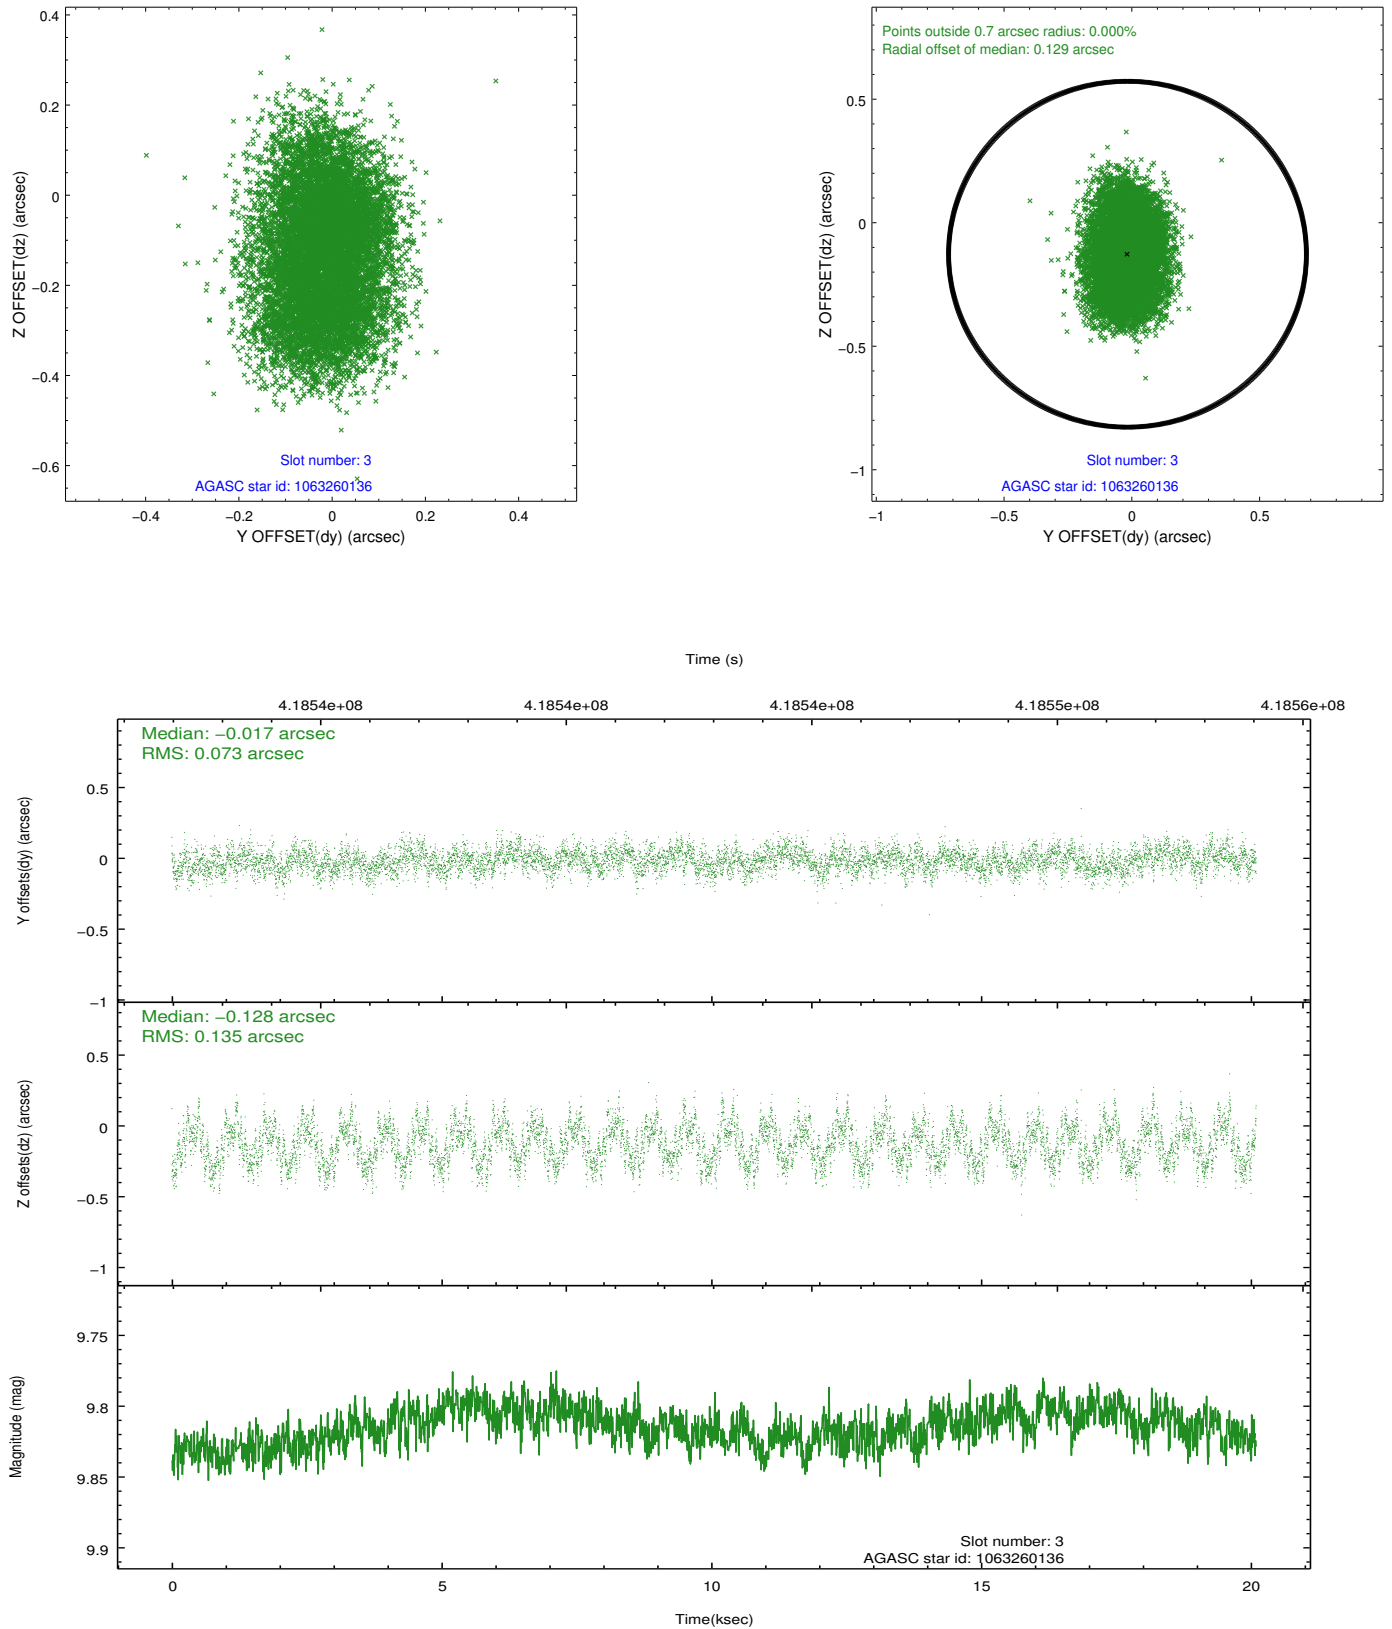 0.4
0.2
0
−0.2
−0.4
−0.6
Z OFFSET(dz) (arcsec)
Slot number: 3
AGASC star id: 1063260136
−0.4
−0.2
0
0.2
0.4
Y OFFSET(dy) (arcsec)
Points outside 0.7 arcsec radius: 0.000%
Radial offset of median: 0.129 arcsec
0.5
0
−0.5
−1
Z OFFSET(dz) (arcsec)
Slot number: 3
AGASC star id: 1063260136
−1
−0.5
0
0.5
Y OFFSET(dy) (arcsec)
Time (s)
4.1854e+08
4.1854e+08
4.1854e+08
4.1855e+08
4.1856e+08
Median: −0.017 arcsec
RMS: 0.073 arcsec
0.5
0
−0.5
−1
Y offsets(dy) (arcsec)
Median: −0.128 arcsec
RMS: 0.135 arcsec
0.5
0
−0.5
−1
Z offsets(dz) (arcsec)
9.75
9.8
9.85
9.9
Magnitude (mag)
Slot number: 3
AGASC star id: 1063260136
0
5
10
15
20
Time(ksec)